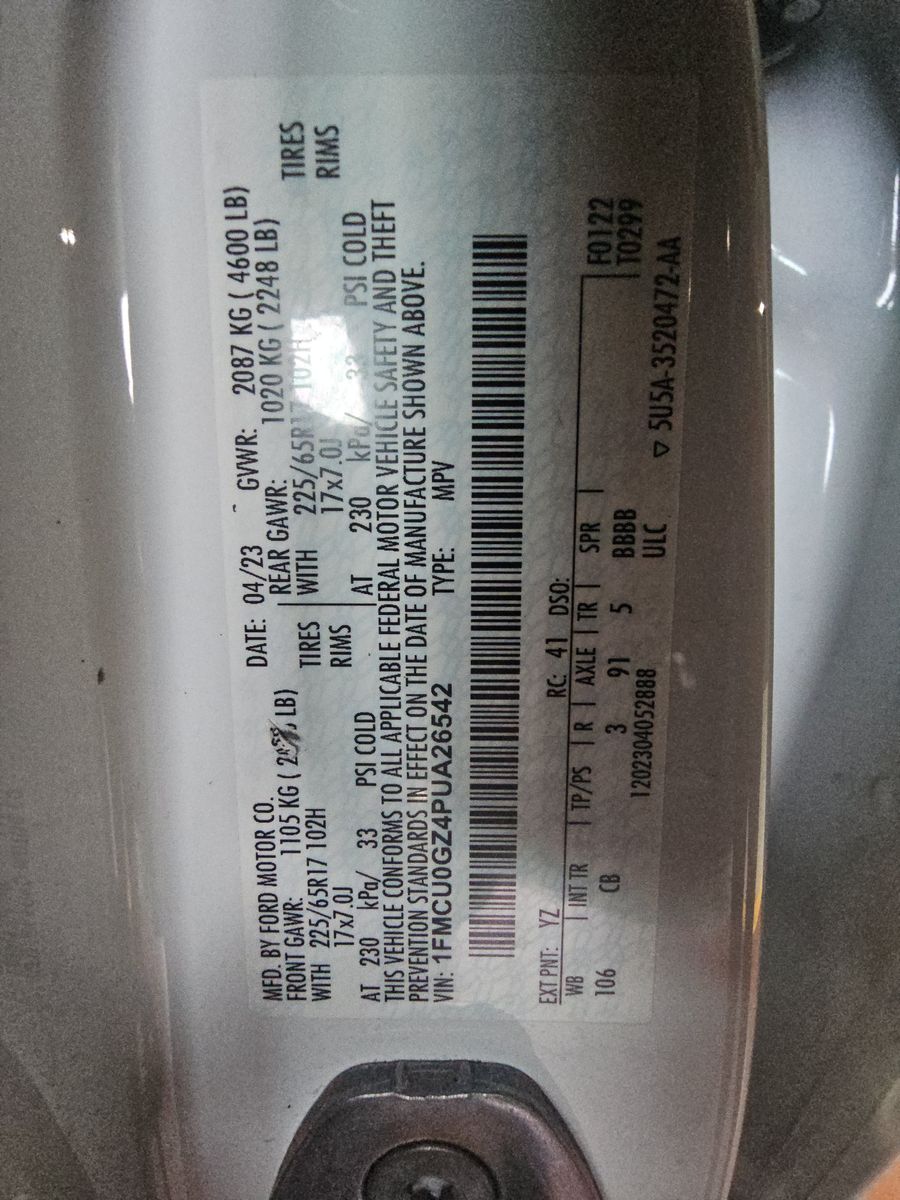 MFD. BY FORD MOTOR CO.
DATE: 04/23 GVWR: 2087 KG ( 4600 LB)
FRONT GAWR: 1105 KG ( LB) REAR GAWR: 1020 KG ( 2248 LB)
WITH 225/65R17 102H TIRES WITH 225/65R17 102H TIRES
17x7.0J RIMS 17x7.0J RIMS
AT 230 kPa/ 33 PSI COLD AT 230 kPa/ 33 PSI COLD
THIS VEHICLE CONFORMS TO ALL APPLICABLE FEDERAL MOTOR VEHICLE SAFETY AND THEFT
PREVENTION STANDARDS IN EFFECT ON THE DATE OF MANUFACTURE SHOWN ABOVE.
VIN: 1FMCU0GZ4PUA26542 TYPE: MPV
EXT PNT: YZ RC: 41 DSO:
WB | INT TR | TP/PS | R | AXLE | TR | SPR | F0122
106 CB 3 91 5 BBBB T0299
1202304052888 ULC
▽ 5U5A-3520472-AA